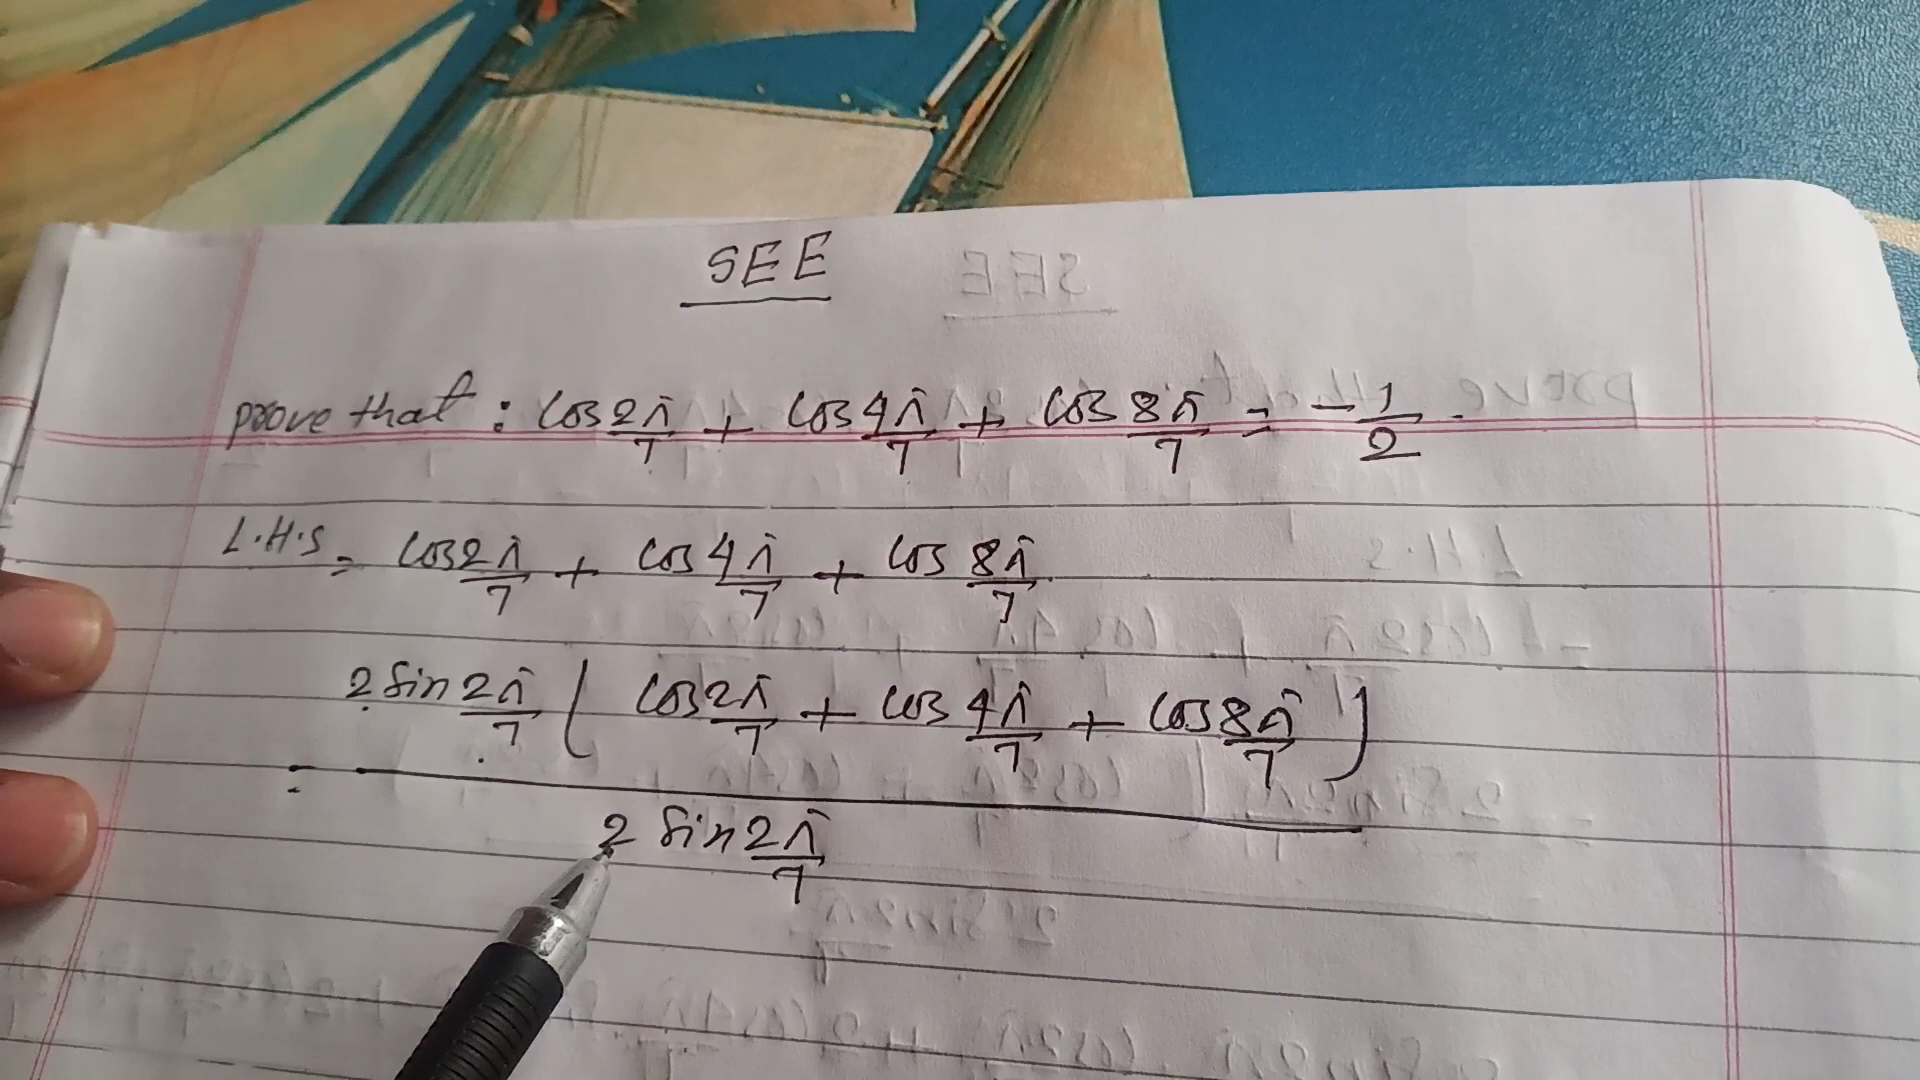 SEE
prove that : cos 2π/7 + cos 4π/7 + cos 8π/7 = -1/2.
L.H.S = cos 2π/7 + cos 4π/7 + cos 8π/7
= 2 sin 2π/7 ( cos 2π/7 + cos 4π/7 + cos 8π/7 )
2 sin 2π/7